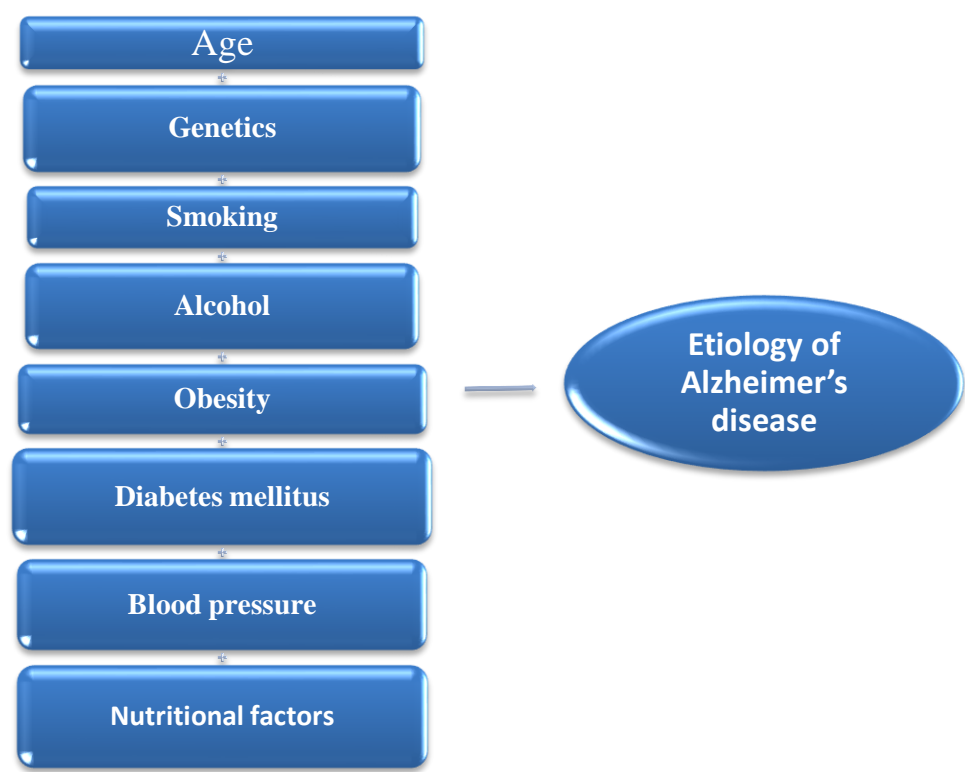 Age
Genetics
Smoking
Alcohol
Obesity
Diabetes mellitus
Blood pressure
Nutritional factors
Etiology of
Alzheimer’s
disease